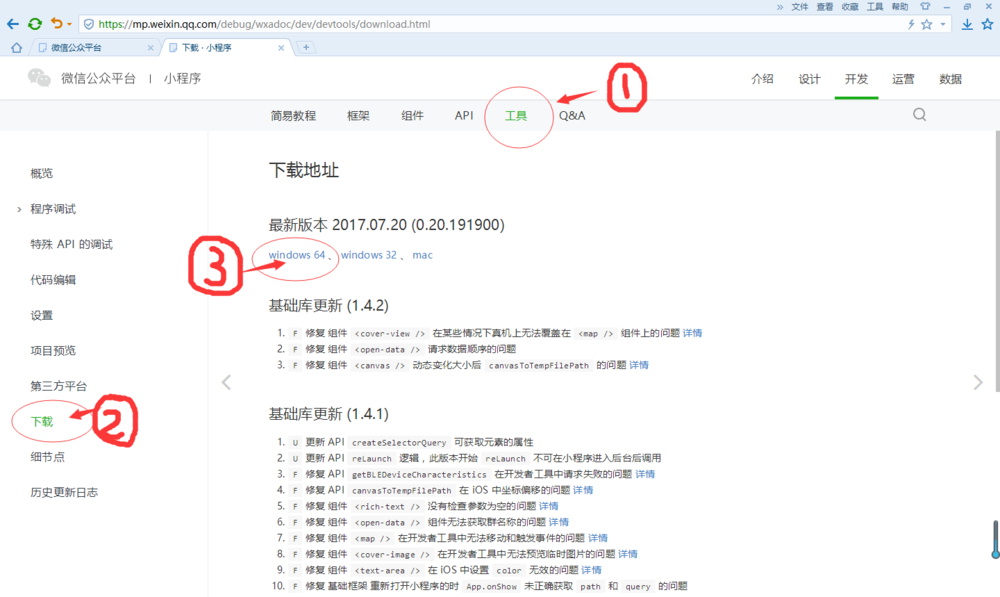 » 文件 查看 收藏 工具 帮助
https://mp.weixin.qq.com/debug/wxadoc/dev/devtools/download.html
微信公众平台 × 下载 · 小程序 × +
微信公众平台 | 小程序 介绍 设计 开发 运营 数据
1
简易教程 框架 组件 API 工具 Q&A
概览
程序调试
特殊 API 的调试
代码编辑
设置
项目预览
第三方平台
下载
2
细节点
历史更新日志
下载地址
最新版本 2017.07.20 (0.20.191900)
3
windows 64 、 windows 32 、 mac
基础库更新 (1.4.2)
1. F 修复 组件 <cover-view /> 在某些情况下真机上无法覆盖在 <map /> 组件上的问题 详情
2. F 修复 组件 <open-data /> 请求数据顺序的问题
3. F 修复 组件 <canvas /> 动态变化大小后 canvasToTempFilePath 的问题 详情
基础库更新 (1.4.1)
1. U 更新 API createSelectorQuery 可获取元素的属性
2. U 更新 API reLaunch 逻辑，此版本开始 reLaunch 不可在小程序进入后台后调用
3. F 修复 API getBLEDeviceCharacteristics 在开发者工具中请求失败的问题 详情
4. F 修复 API canvasToTempFilePath 在 iOS 中坐标偏移的问题 详情
5. F 修复 组件 <rich-text /> 没有检查参数为空的问题 详情
6. F 修复 组件 <open-data /> 组件无法获取群名称的问题 详情
7. F 修复 组件 <map /> 在开发者工具中无法移动和触发事件的问题 详情
8. F 修复 组件 <cover-image /> 在开发者工具中无法预览临时图片的问题 详情
9. F 修复 组件 <text-area /> 在 iOS 中设置 color 无效的问题 详情
10. F 修复 基础框架 重新打开小程序的时 App.onShow 未正确获取 path 和 query 的问题